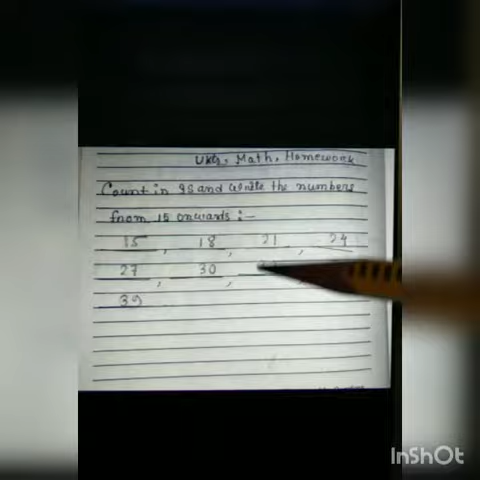 UKG, Math, Homework
Count in 3S and Write the numbers
from 15 onwards :-
15, 18, 21, 24
27, 30,
39
InShOt